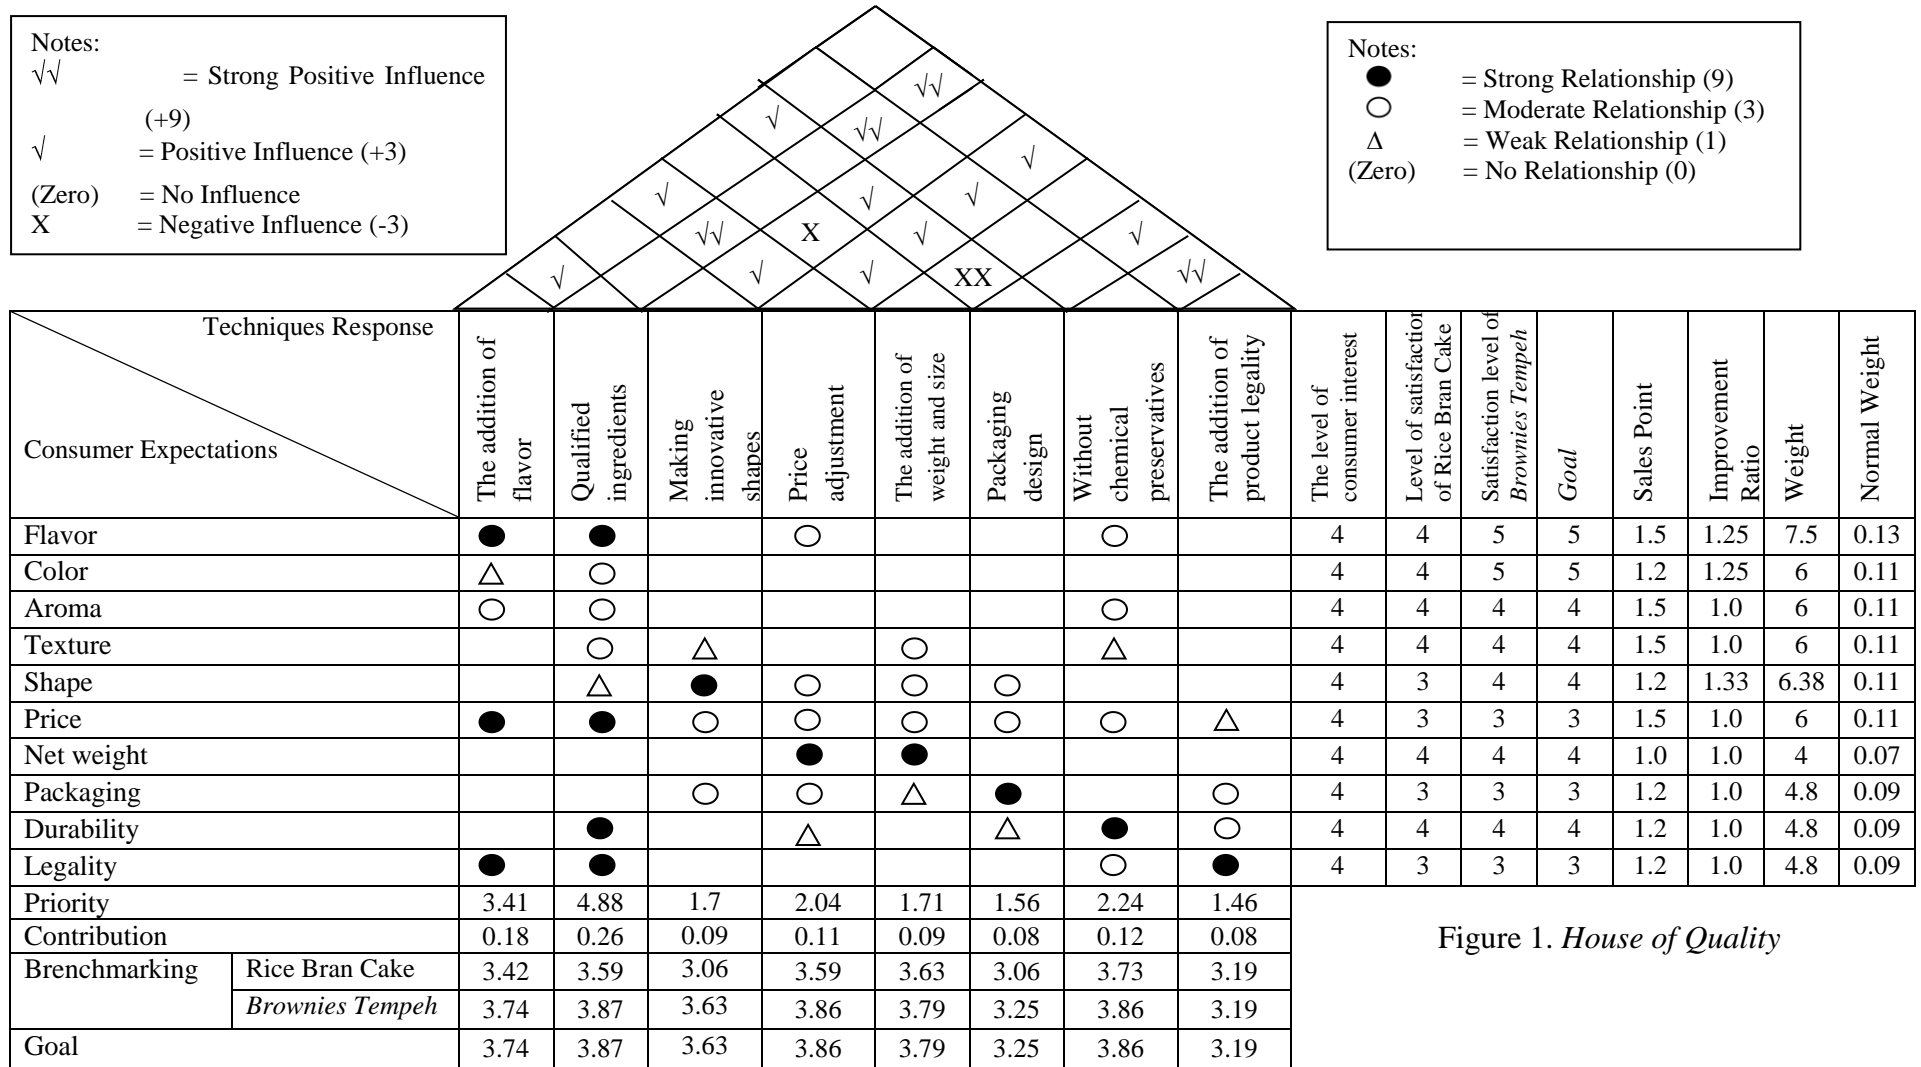 Notes:
√√ = Strong Positive Influence
(+9)
√ = Positive Influence (+3)
(Zero) = No Influence
X = Negative Influence (-3)
Notes:
● = Strong Relationship (9)
○ = Moderate Relationship (3)
Δ = Weak Relationship (1)
(Zero) = No Relationship (0)
√√
√ √√ √
√ √ √
√√ X √ √
√ √ √ XX √√
Techniques Response
Consumer Expectations
The addition of
flavor
Qualified
ingredients
Making
innovative
shapes
Price
adjustment
The addition of
weight and size
Packaging
design
Without
chemical
preservatives
The addition of
product legality
The level of
consumer interest
Level of satisfaction
of Rice Bran Cake
Satisfaction level of
Brownies Tempeh
Goal
Sales Point
Improvement
Ratio
Weight
Normal Weight
Flavor ● ● ○ ○ 4 4 5 5 1.5 1.25 7.5 0.13
Color △ ○ 4 4 5 5 1.2 1.25 6 0.11
Aroma ○ ○ ○ 4 4 4 4 1.5 1.0 6 0.11
Texture ○ △ ○ △ 4 4 4 4 1.5 1.0 6 0.11
Shape △ ● ○ ○ ○ 4 3 4 4 1.2 1.33 6.38 0.11
Price ● ● ○ ○ ○ ○ ○ △ 4 3 3 3 1.5 1.0 6 0.11
Net weight ● ● 4 4 4 4 1.0 1.0 4 0.07
Packaging ○ ○ △ ● ○ 4 3 3 3 1.2 1.0 4.8 0.09
Durability ● △ △ ● ○ 4 4 4 4 1.2 1.0 4.8 0.09
Legality ● ● ○ ● 4 3 3 3 1.2 1.0 4.8 0.09
Priority 3.41 4.88 1.7 2.04 1.71 1.56 2.24 1.46
Contribution 0.18 0.26 0.09 0.11 0.09 0.08 0.12 0.08
Brenchmarking Rice Bran Cake 3.42 3.59 3.06 3.59 3.63 3.06 3.73 3.19
Brownies Tempeh 3.74 3.87 3.63 3.86 3.79 3.25 3.86 3.19
Goal 3.74 3.87 3.63 3.86 3.79 3.25 3.86 3.19
Figure 1. House of Quality